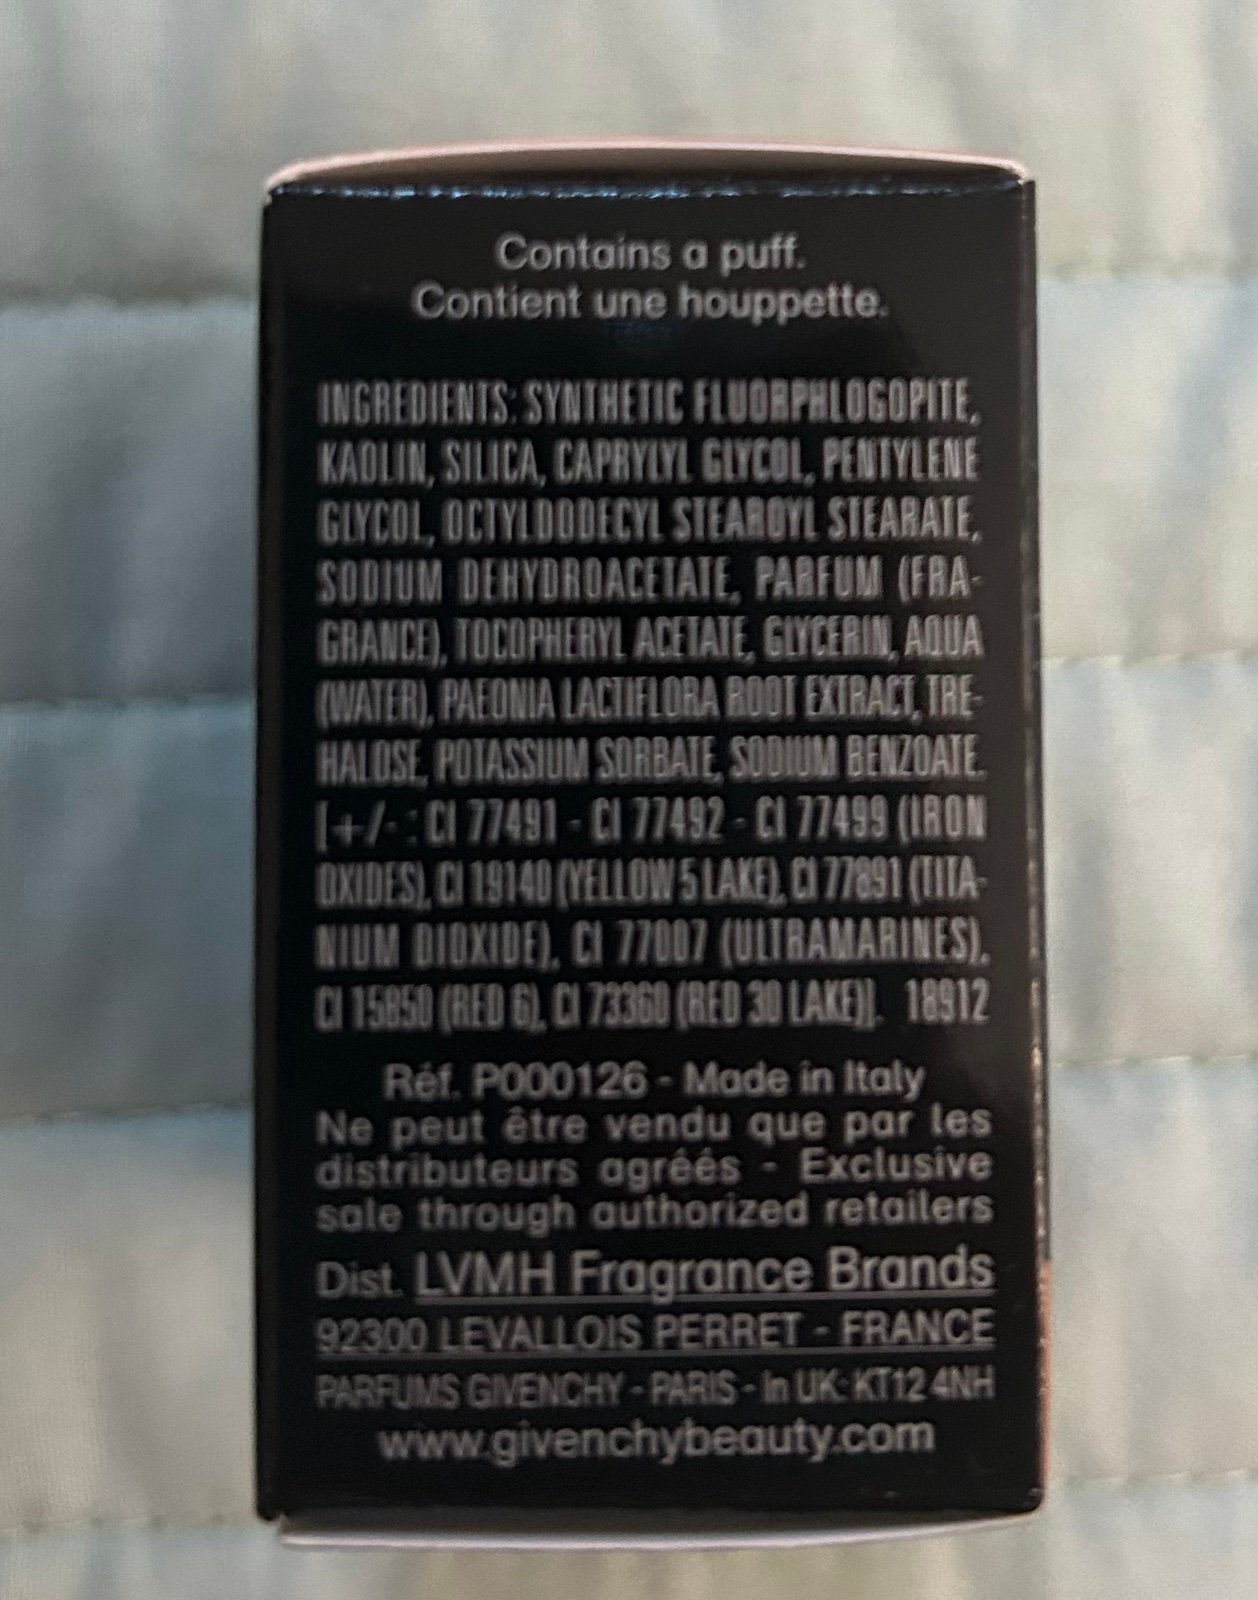 Contains a puff.
Contient une houppette.
INGREDIENTS: SYNTHETIC FLUORPHLOGOPITE,
KAOLIN, SILICA, CAPRYLYL GLYCOL, PENTYLENE
GLYCOL, OCTYLDODECYL STEAROYL STEARATE,
SODIUM DEHYDROACETATE, PARFUM (FRA-
GRANCE), TOCOPHERYL ACETATE, GLYCERIN, AQUA
(WATER), PAEONIA LACTIFLORA ROOT EXTRACT, TRE-
HALOSE, POTASSIUM SORBATE, SODIUM BENZOATE.
[+/- : CI 77491 - CI 77492 - CI 77499 (IRON
OXIDES), CI 19140 (YELLOW 5 LAKE), CI 77891 (TITA-
NIUM DIOXIDE), CI 77007 (ULTRAMARINES),
CI 15850 (RED 6), CI 73360 (RED 30 LAKE)]. 18912
Réf. P000126 - Made in Italy
Ne peut être vendu que par les
distributeurs agréés - Exclusive
sale through authorized retailers
Dist. LVMH Fragrance Brands
92300 LEVALLOIS PERRET - FRANCE
PARFUMS GIVENCHY - PARIS - In UK: KT12 4NH
www.givenchybeauty.com